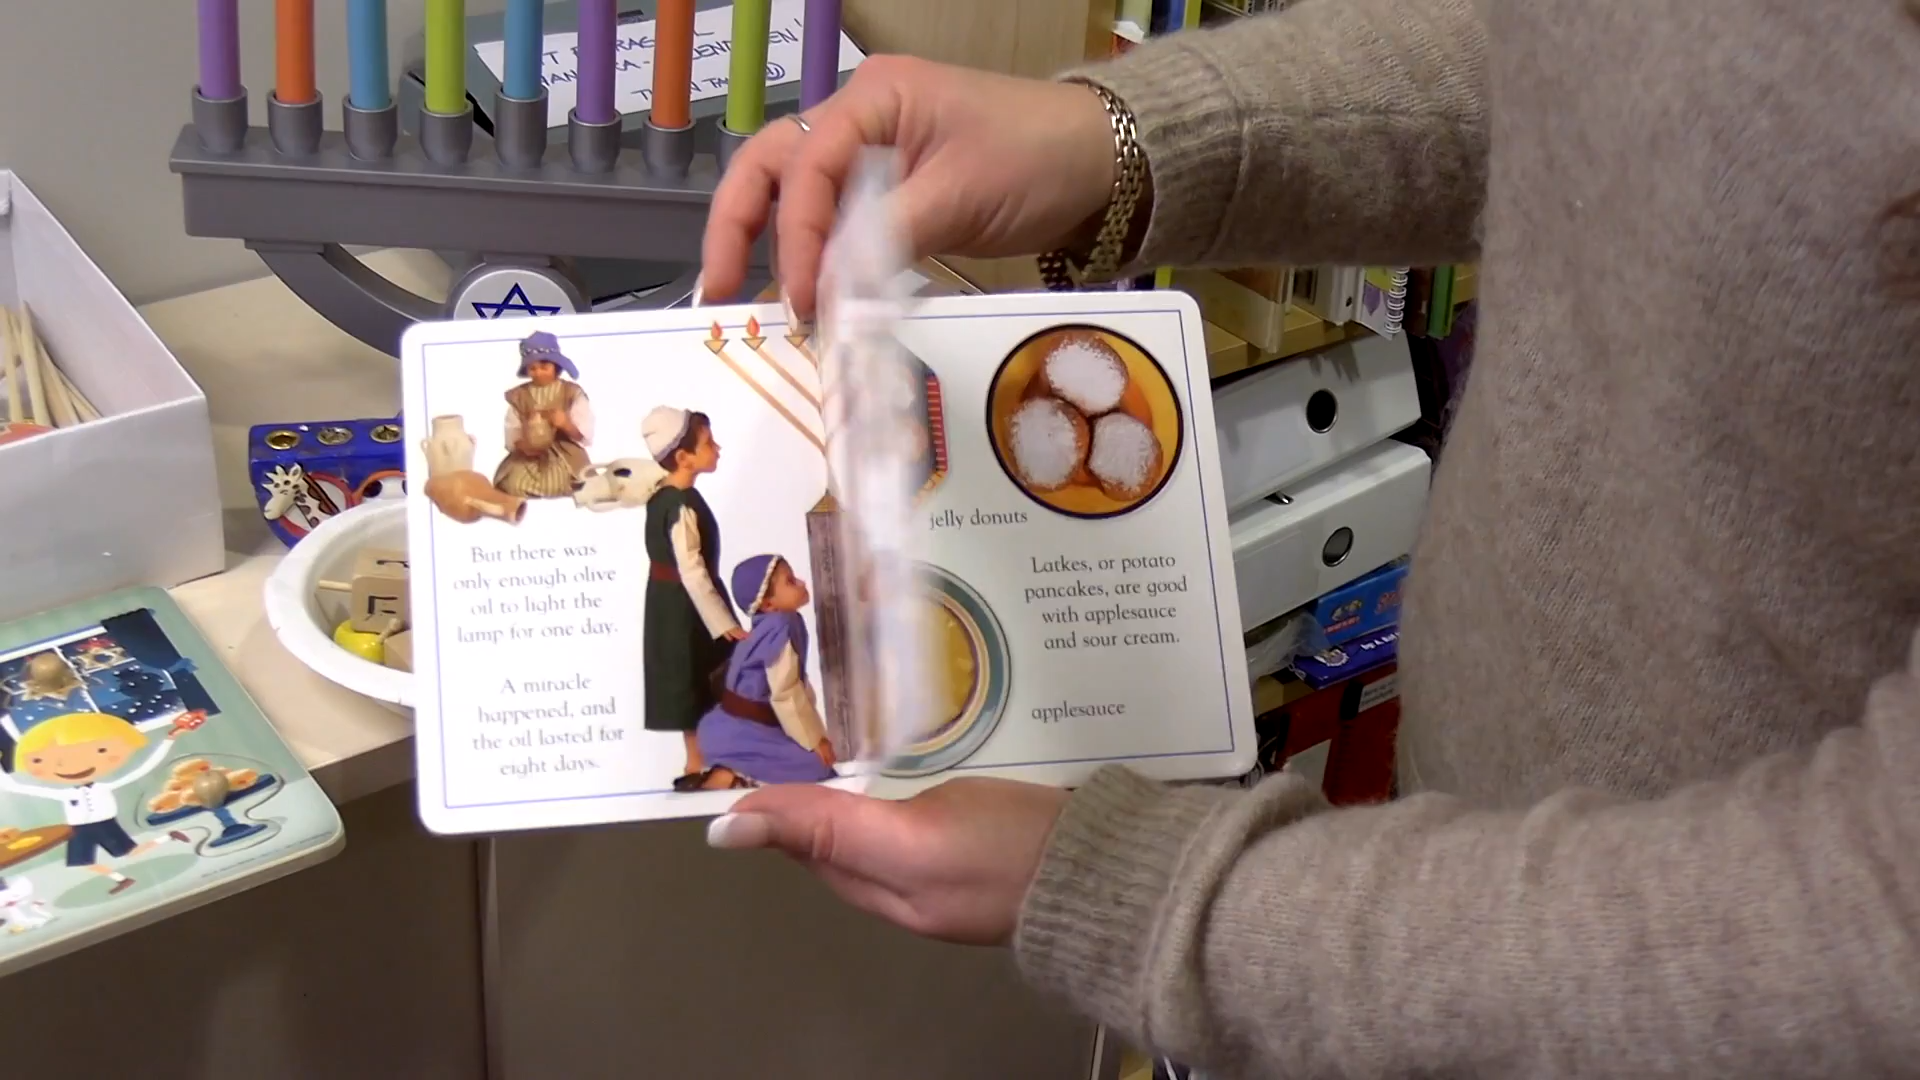 But there was
only enough olive
oil to light the
lamp for one day.
A miracle
happened, and
the oil lasted for
eight days.
jelly donuts
Latkes, or potato
pancakes, are good
with applesauce
and sour cream.
applesauce